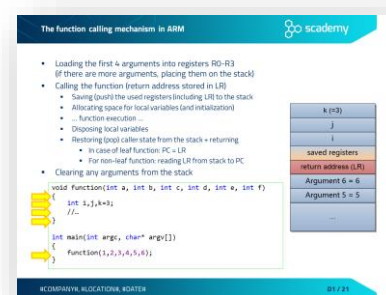 The function calling mechanism in ARM
scademy
Loading the first 4 arguments into registers R0-R3
(if there are more arguments, placing them on the stack)
Calling the function (return address stored in LR)
Saving (push) the used registers (including LR) to the stack
Allocating space for local variables (and initialization)
... function execution ...
Disposing local variables
Restoring (pop) caller state from the stack + returning
In case of leaf function: PC = LR
For non-leaf function: reading LR from stack to PC
Clearing any arguments from the stack
void function(int a, int b, int c, int d, int e, int f)
{
int i,j,k=3;
//…
}
int main(int argc, char* argv[])
{
function(1,2,3,4,5,6);
}
k (=3)
j
i
saved registers
return address (LR)
Argument 6 = 6
Argument 5 = 5
...
#COMPANY#, #LOCATION#, #DATE#
D1 / 21